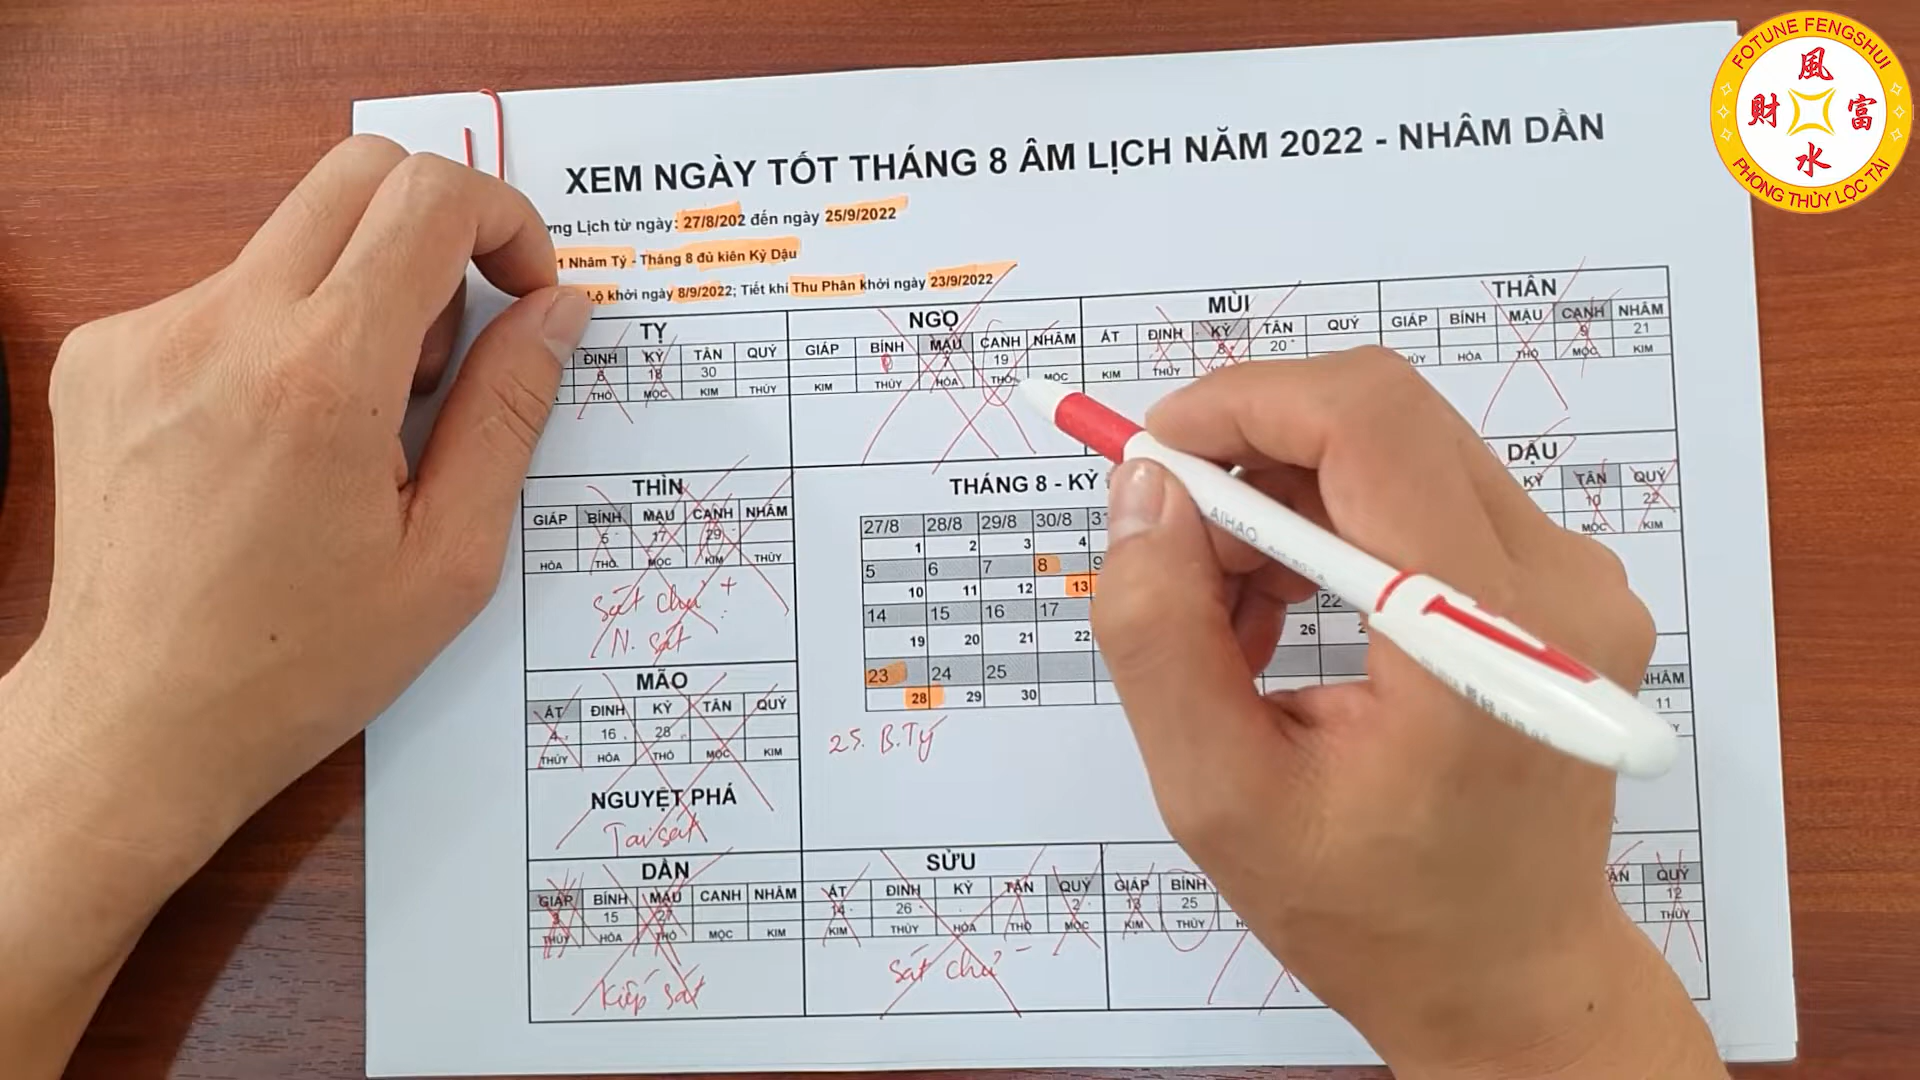 FOTUNE FENGSHUI
風
財 富
水
PHONG THỦY LỘC TÀI
XEM NGÀY TỐT THÁNG 8 ÂM LỊCH NĂM 2022 - NHÂM DẦN
ng Lịch từ ngày: 27/8/202 đến ngày 25/9/2022
1 Nhâm Tý - Tháng 8 đủ kiên Kỷ Dậu
Lộ khởi ngày 8/9/2022; Tiết khí Thu Phân khởi ngày 23/9/2022
TỴ
ĐINH KỶ TÂN QUÝ
6 18 30
THỔ MỘC KIM THỦY
NGỌ
GIÁP BÍNH MẬU CANH NHÂM
7 19
KIM THỦY HỎA THỔ MỘC
MÙI
ẤT ĐINH KỶ TÂN QUÝ
8 20
KIM THỦY
THÂN
GIÁP BÍNH MẬU CANH NHÂM
9 21
HỎA THỔ MỘC KIM
THÌN
GIÁP BÍNH MẬU CANH NHÂM
5 17 29
HỎA THỔ MỘC KIM THỦY
Sát chủ +
N. sát
THÁNG 8 - KỶ
27/8 28/8 29/8 30/8
1 2 3 4
5 6 7 8 9
10 11 12 13
14 15 16 17 22
19 20 21 22 26
23 24 25
28 29 30
25. B.Tý
DẬU
KỶ TÂN QUÝ
10 22
MỘC KIM
MÃO
ẤT ĐINH KỶ TÂN QUÝ
4 16 28
THỦY HỎA THỔ MỘC KIM
NGUYỆT PHÁ
Tai sát
NHÂM
11
DẦN
GIÁP BÍNH MẬU CANH NHÂM
3 15 27
THỦY HỎA THỔ MỘC KIM
Kiếp sát
SỬU
ẤT ĐINH KỶ TÂN QUÝ
14 26 2
KIM THỦY HỎA THỔ MỘC
Sát chủ -
GIÁP BÍNH
13 25
KIM THỦY
QUÝ
12
THỦY
AIHAO